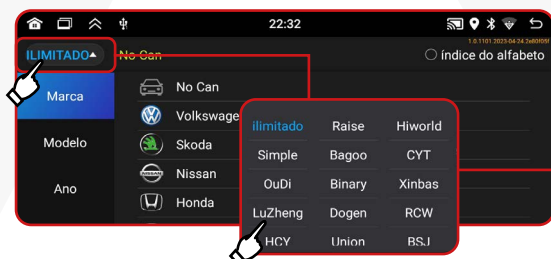 22:32
1.0.1101.2023-04-24.2e80f09f
ILIMITADO
No Can
índice do alfabeto
Marca
Modelo
Ano
No Can
Volkswage
Skoda
Nissan
Honda
ilimitado Raise Hiworld
Simple Bagoo CYT
OuDi Binary Xinbas
LuZheng Dogen RCW
HCY Union BSJ